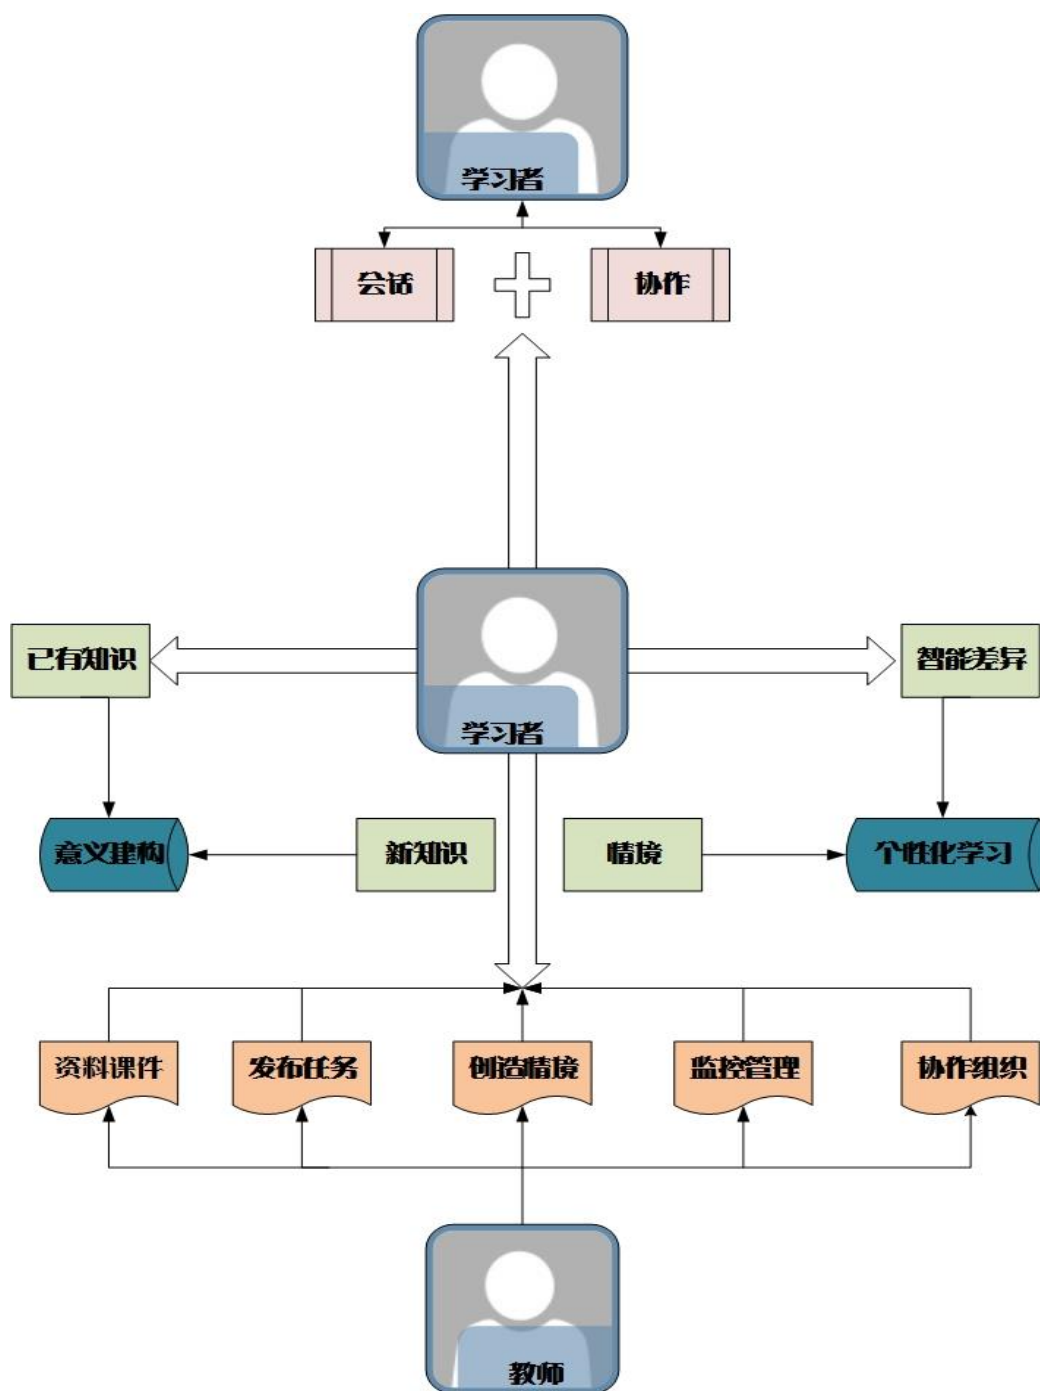 学习者
会话
协作
学习者
已有知识
智能差异
意义建构
新知识
情境
个性化学习
资料课件
发布任务
创造情境
监控管理
协作组织
教师